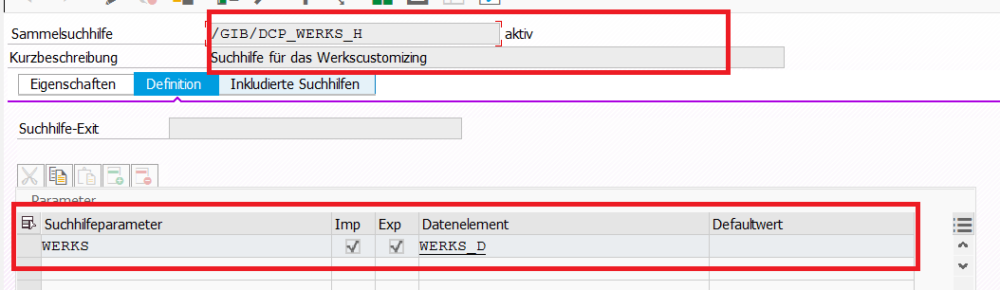 Sammelsuchhilfe /GIB/DCP_WERKS_H aktiv
Kurzbeschreibung Suchhilfe für das Werkscustomizing
Eigenschaften Definition Inkludierte Suchhilfen
Suchhilfe-Exit
Parameter
Suchhilfeparameter Imp Exp Datenelement Defaultwert
WERKS WERKS_D